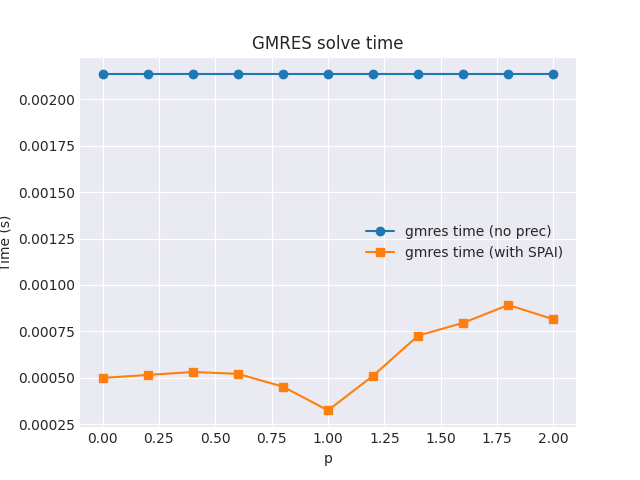 GMRES solve time
Time (s)
0.00200
0.00175
0.00150
0.00125
0.00100
0.00075
0.00050
0.00025
gmres time (no prec)
gmres time (with SPAI)
0.00 0.25 0.50 0.75 1.00 1.25 1.50 1.75 2.00
p